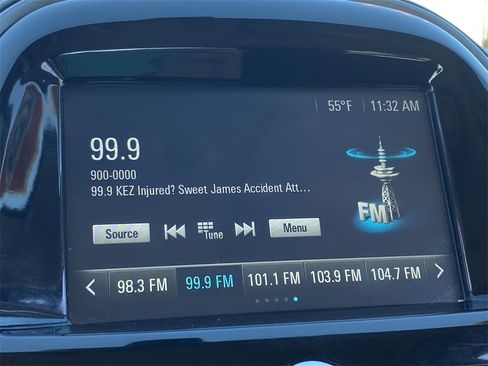 55°F 11:32 AM
99.9
900-0000
99.9 KEZ Injured? Sweet James Accident Att...
FM
Source Tune Menu
98.3 FM 99.9 FM 101.1 FM 103.9 FM 104.7 FM